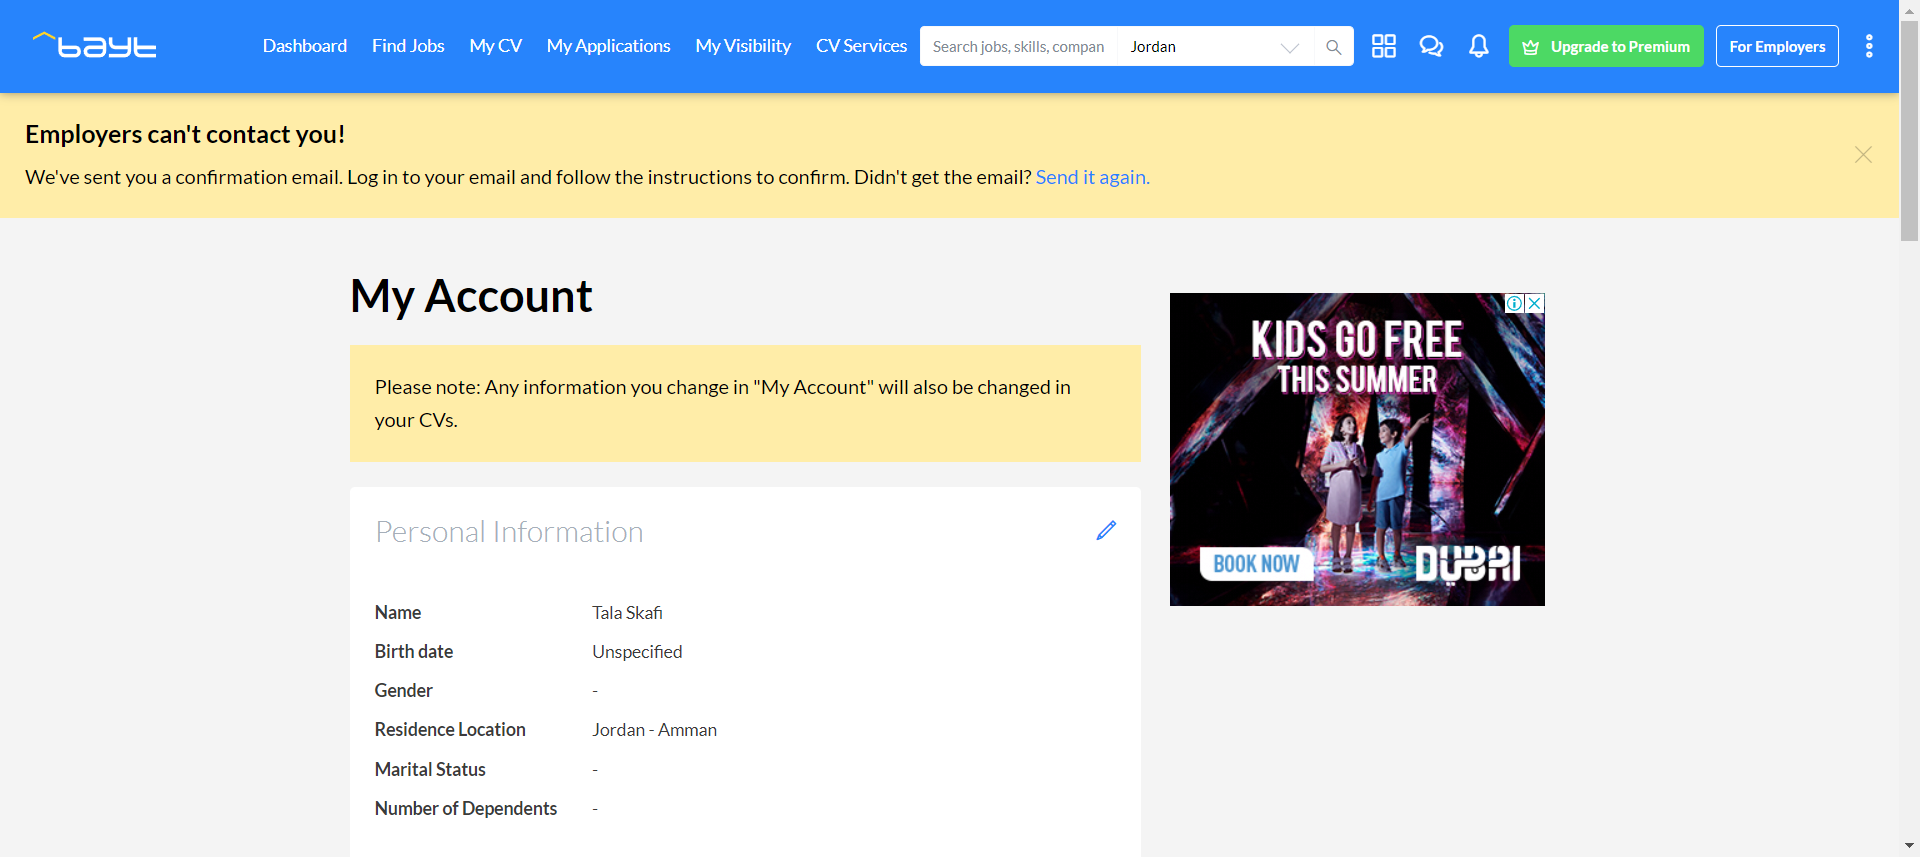 bayt
Dashboard
Find Jobs
My CV
My Applications
My Visibility
CV Services
Search jobs, skills, compan
Jordan
Upgrade to Premium
For Employers
Employers can't contact you!
We've sent you a confirmation email. Log in to your email and follow the instructions to confirm. Didn't get the email? Send it again.
My Account
Please note: Any information you change in "My Account" will also be changed in
your CVs.
Personal Information
Name Tala Skafi
Birth date Unspecified
Gender -
Residence Location Jordan - Amman
Marital Status -
Number of Dependents -
KIDS GO FREE
THIS SUMMER
BOOK NOW
DUBAI